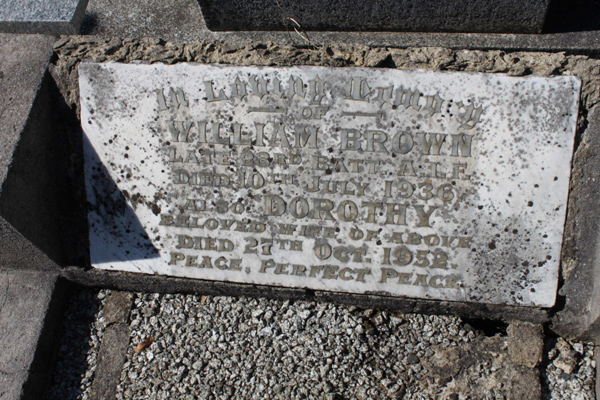 In Loving Memory
OF
WILLIAM BROWN
LATE 23RD BATT. A.I.F.
DIED 10TH JULY 1936
ALSO DOROTHY
BELOVED WIFE OF ABOVE
DIED 27TH OCT. 1952
PEACE, PERFECT PEACE.